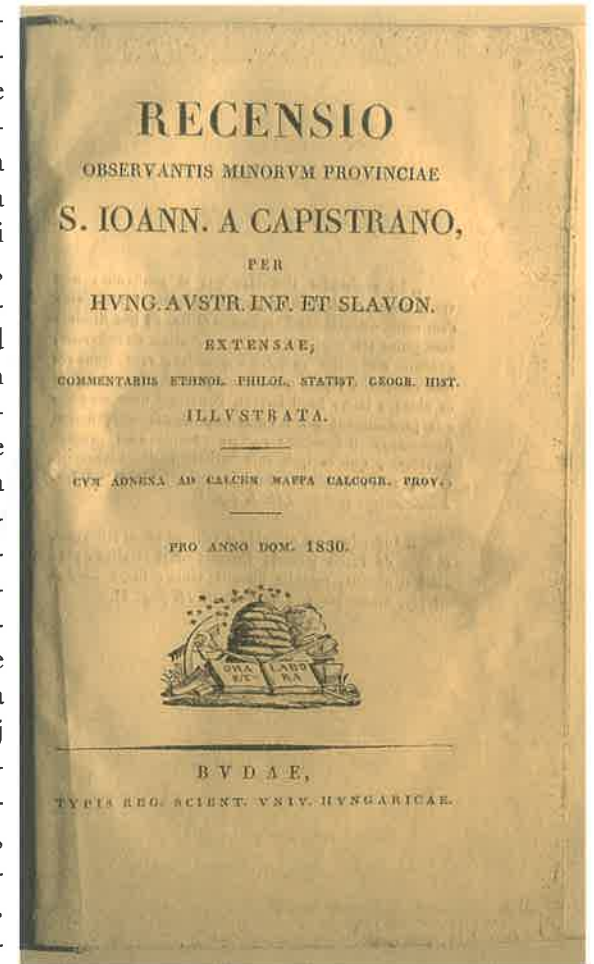 RECENSIO
OBSERVANTIS MINORVM PROVINCIAE
S. IOANN. A CAPISTRANO,
PER
HVNG. AVSTR. INF. ET SLAVON.
EXTENSAE;
COMMENTARIIS ETHNOL. PHILOL. STATIST. GEOGR. HIST.
ILLVSTRATA.
CVM ADNEXA AD CALCEM MAPPA CALCOGR. PROV.
PRO ANNO DOM. 1830.
ORA LABO
ET RA
BVDAE,
TYPIS REG. SCIENT. VNIV. HVNGARICAE.